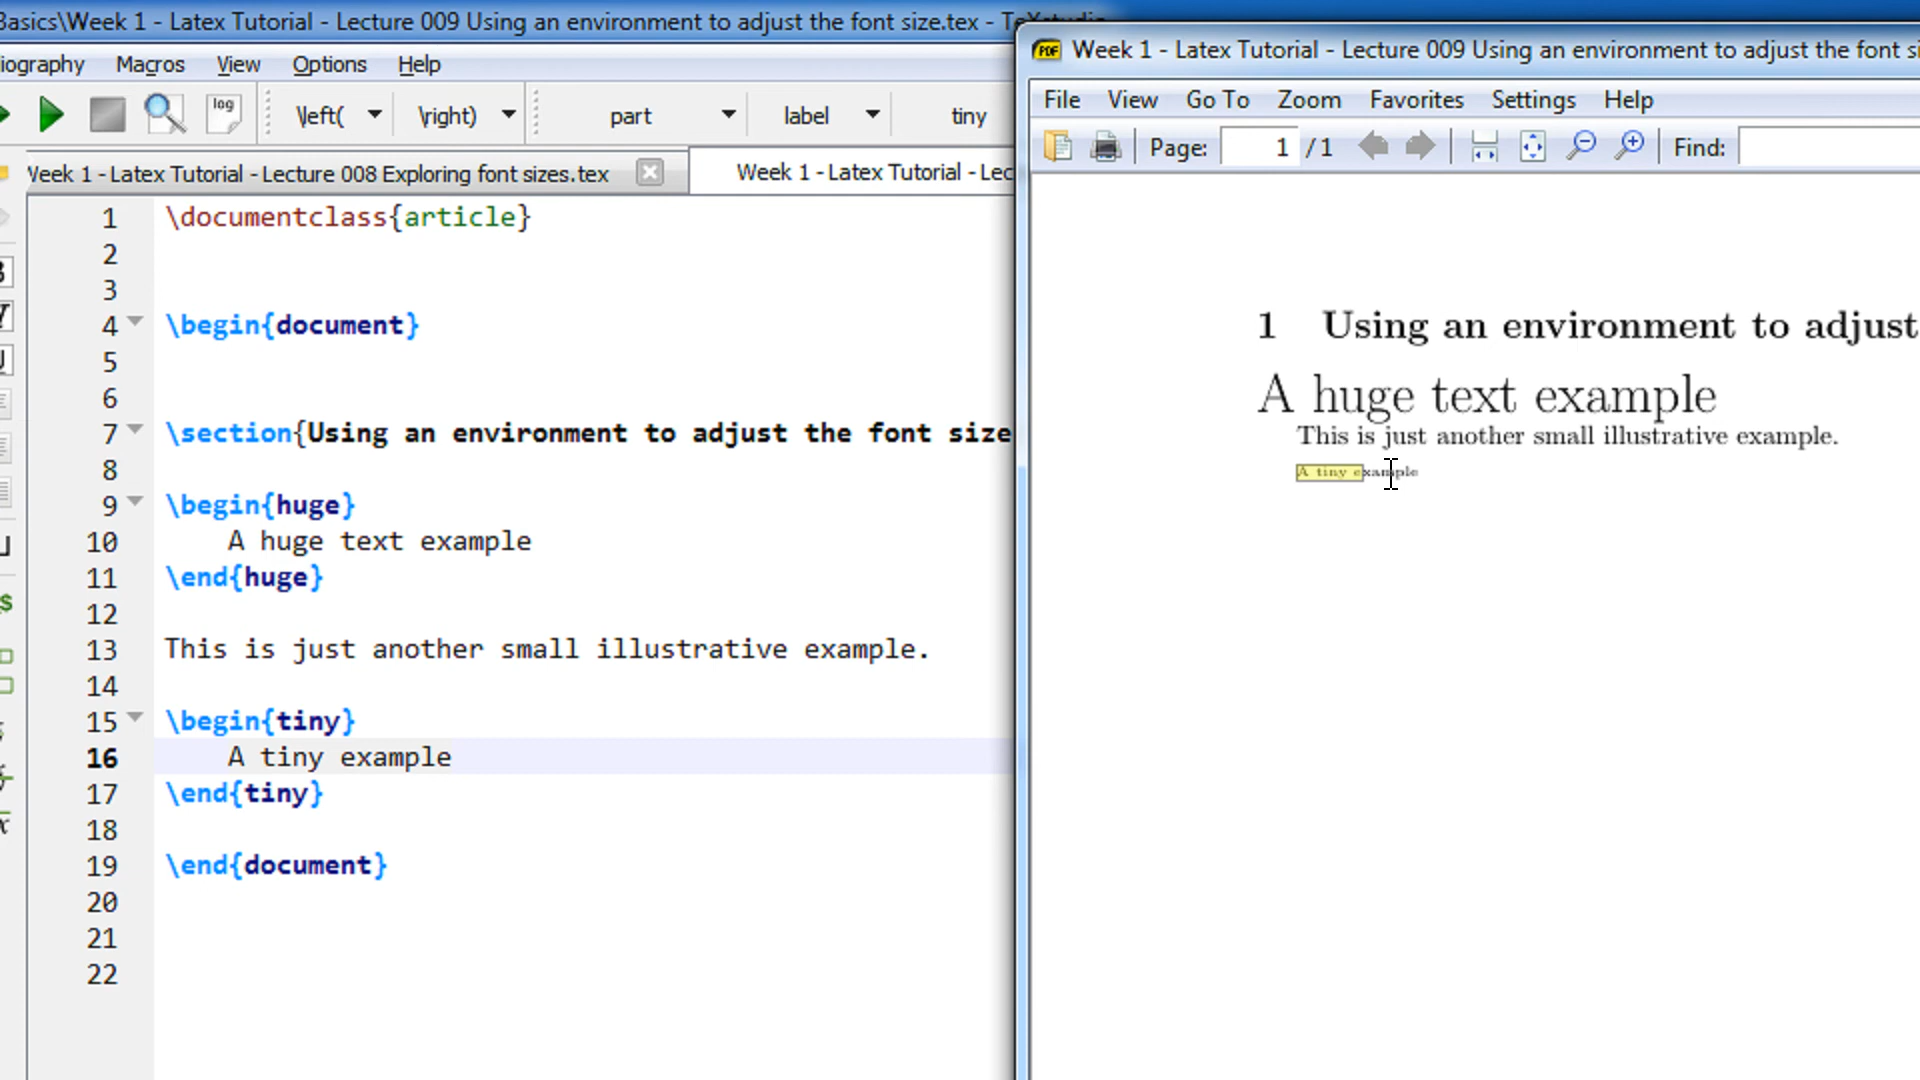 Basics\Week 1 - Latex Tutorial - Lecture 009 Using an environment to adjust the font size.tex -
iography Macros View Options Help
log \left( \right) part label tiny
Week 1 - Latex Tutorial - Lecture 008 Exploring font sizes.tex
Week 1 - Latex Tutorial - Lec
1 \documentclass{article}
2
3
4 \begin{document}
5
6
7 \section{Using an environment to adjust the font size
8
9 \begin{huge}
10 A huge text example
11 \end{huge}
12
13 This is just another small illustrative example.
14
15 \begin{tiny}
16 A tiny example
17 \end{tiny}
18
19 \end{document}
20
21
22
PDF Week 1 - Latex Tutorial - Lecture 009 Using an environment to adjust the font si
File View Go To Zoom Favorites Settings Help
Page: 1 / 1 Find:
1 Using an environment to adjust
A huge text example
This is just another small illustrative example.
A tiny example